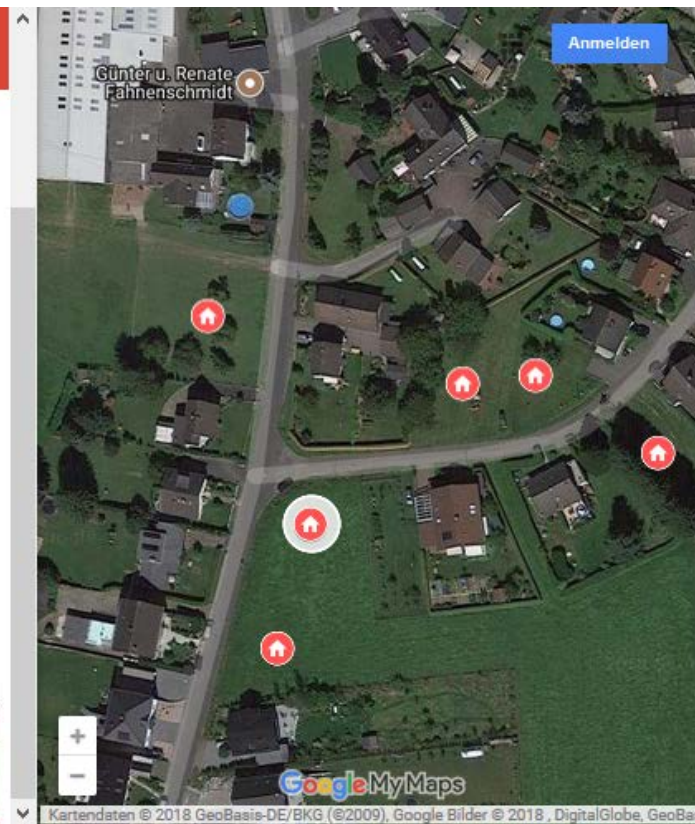 Anmelden
Günter u. Renate
Fahnenschmidt
+
−
Google My Maps
Kartendaten © 2018 GeoBasis-DE/BKG (©2009), Google Bilder © 2018 , DigitalGlobe, GeoBa